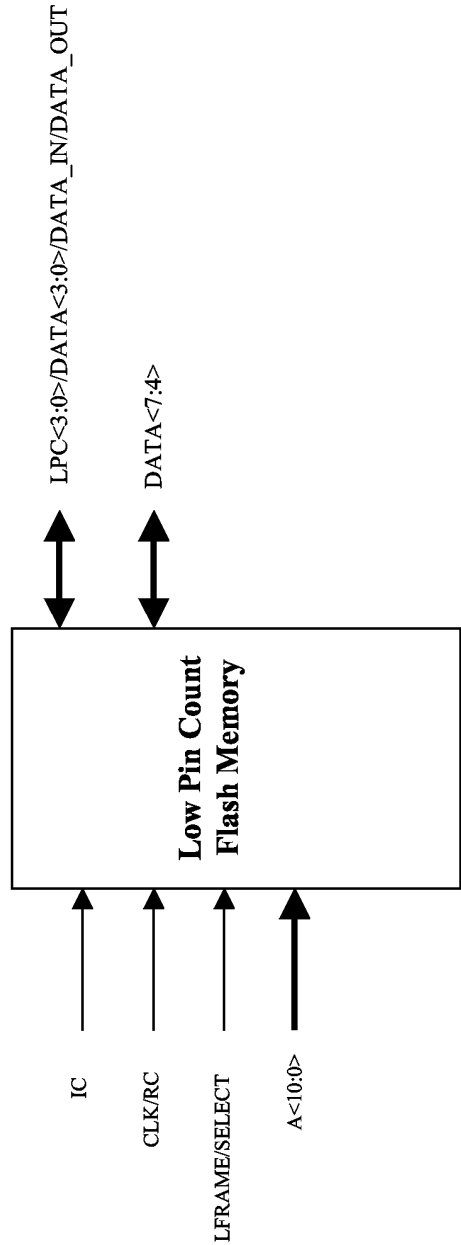 IC
CLK/RC
LFRAME/SELECT
A<10:0>
Low Pin Count
Flash Memory
LPC<3:0>/DATA<3:0>/DATA_IN/DATA_OUT
DATA<7:4>